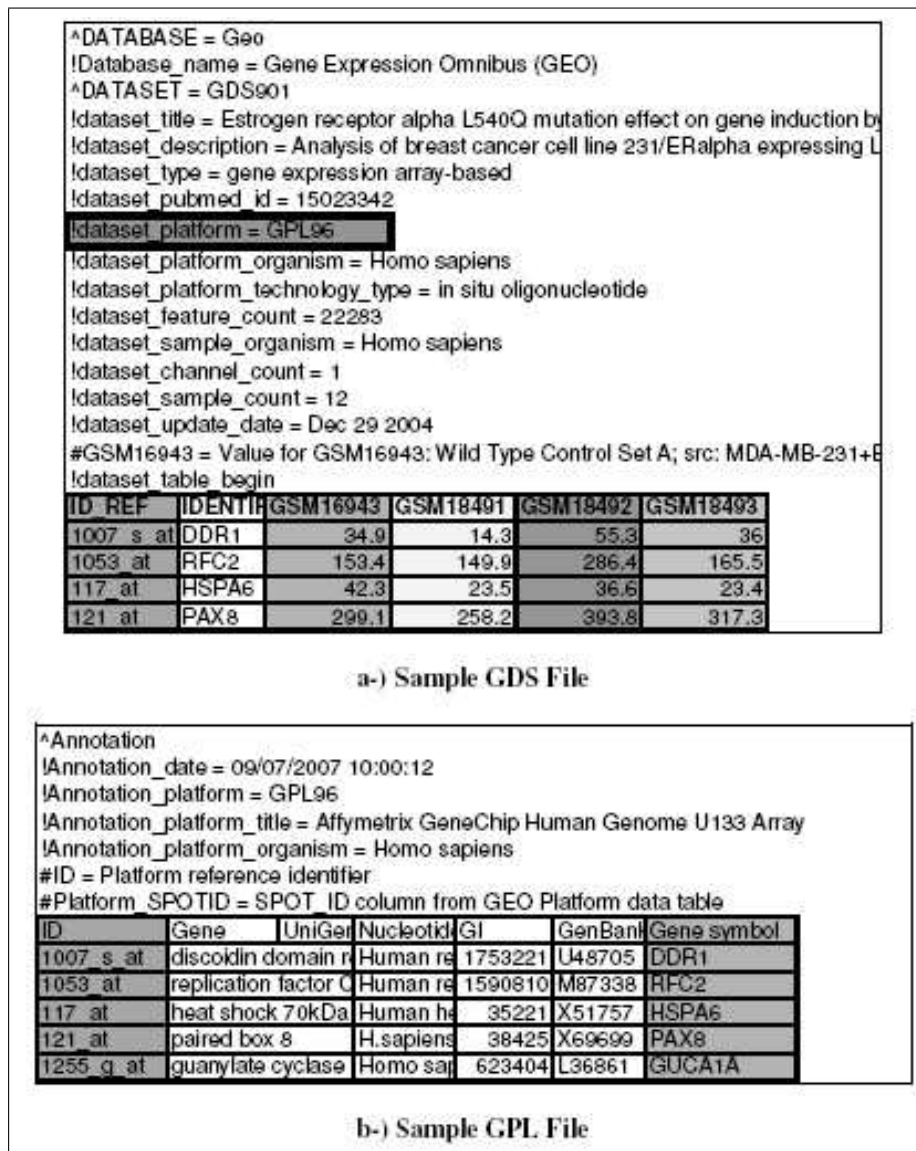 ^DATABASE = Geo
!Database_name = Gene Expression Omnibus (GEO)
^DATASET = GDS901
!dataset_title = Estrogen receptor alpha L540Q mutation effect on gene induction by
!dataset_description = Analysis of breast cancer cell line 231/ERalpha expressing L
!dataset_type = gene expression array-based
!dataset_pubmed_id = 15023342
!dataset_platform = GPL96
!dataset_platform_organism = Homo sapiens
!dataset_platform_technology_type = in situ oligonucleotide
!dataset_feature_count = 22283
!dataset_sample_organism = Homo sapiens
!dataset_channel_count = 1
!dataset_sample_count = 12
!dataset_update_date = Dec 29 2004
#GSM16943 = Value for GSM16943: Wild Type Control Set A; src: MDA-MB-231+E
!dataset_table_begin
ID_REF IDENTIF GSM16943 GSM18491 GSM18492 GSM18493
1007_s_at DDR1 34.9 14.3 55.3 36
1053_at RFC2 153.4 149.9 286.4 165.5
117_at HSPA6 42.3 23.5 36.6 23.4
121_at PAX8 299.1 258.2 393.8 317.3
a-) Sample GDS File
^Annotation
!Annotation_date = 09/07/2007 10:00:12
!Annotation_platform = GPL96
!Annotation_platform_title = Affymetrix GeneChip Human Genome U133 Array
!Annotation_platform_organism = Homo sapiens
#ID = Platform reference identifier
#Platform_SPOTID = SPOT_ID column from GEO Platform data table
ID Gene UniGen Nucleotide GI GenBank Gene symbol
1007_s_at discoidin domain r Human re 1753221 U48705 DDR1
1053_at replication factor C Human re 1590810 M87338 RFC2
117_at heat shock 70kDa Human he 35221 X51757 HSPA6
121_at paired box 8 H.sapiens 38425 X69699 PAX8
1255_g_at guanylate cyclase Homo sap 623404 L36861 GUCA1A
b-) Sample GPL File